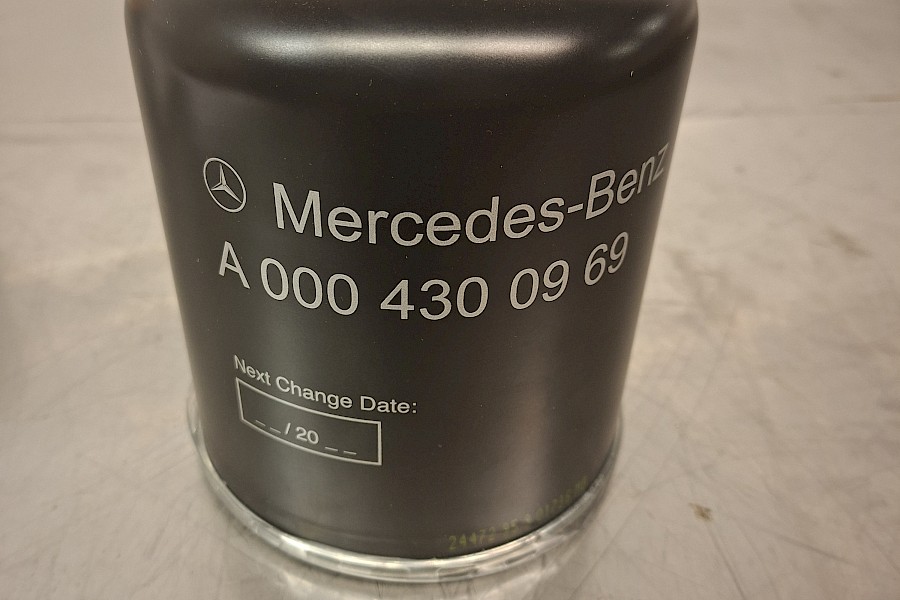 Mercedes-Benz
A 000 430 09 69
Next Change Date:
_ _ / 20 _ _